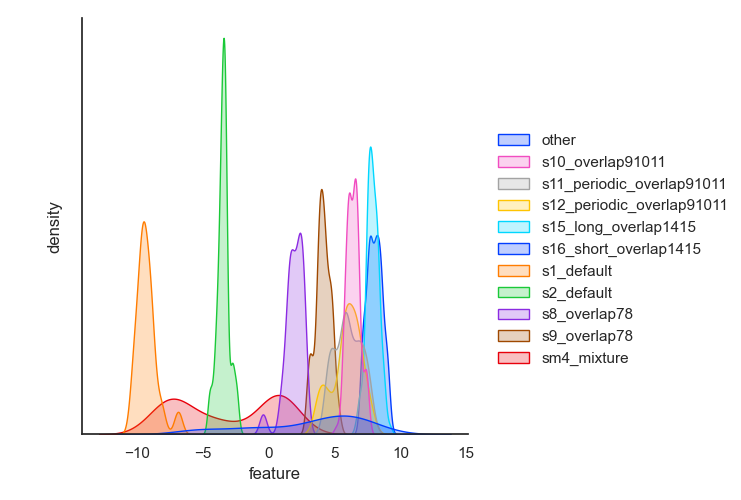 density
−10
−5
0
5
10
15
feature
other
s10_overlap91011
s11_periodic_overlap91011
s12_periodic_overlap91011
s15_long_overlap1415
s16_short_overlap1415
s1_default
s2_default
s8_overlap78
s9_overlap78
sm4_mixture